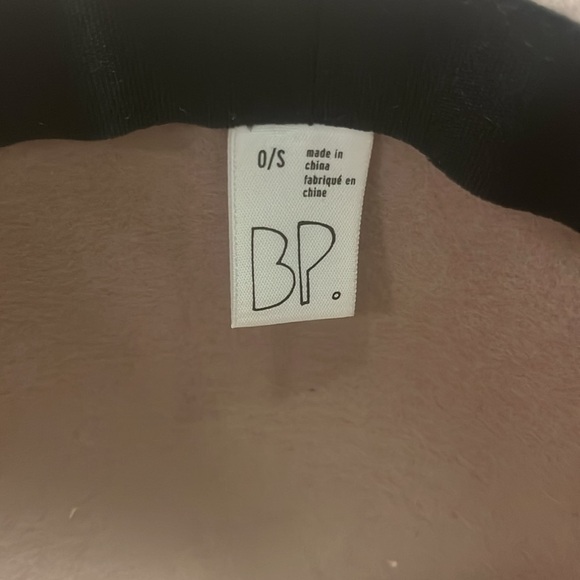 O/S
made in
china
fabriqué en
chine
BP.